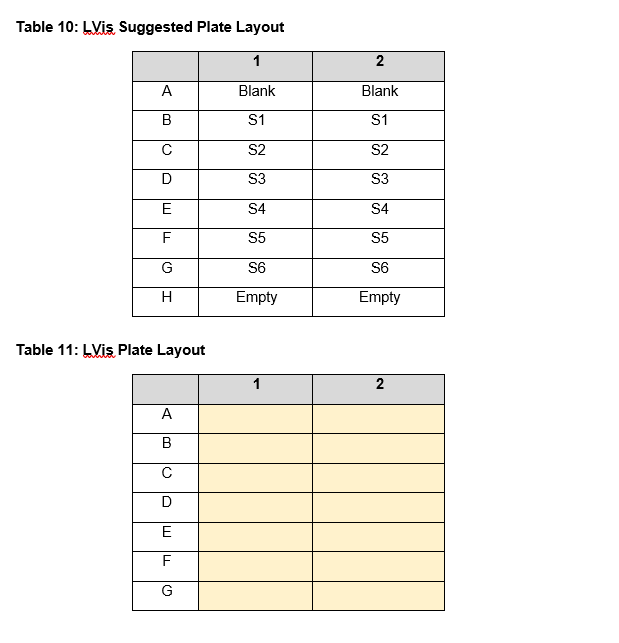 Table 10: LVis Suggested Plate Layout
1 2
A Blank Blank
B S1 S1
C S2 S2
D S3 S3
E S4 S4
F S5 S5
G S6 S6
H Empty Empty
Table 11: LVis Plate Layout
1 2
A
B
C
D
E
F
G